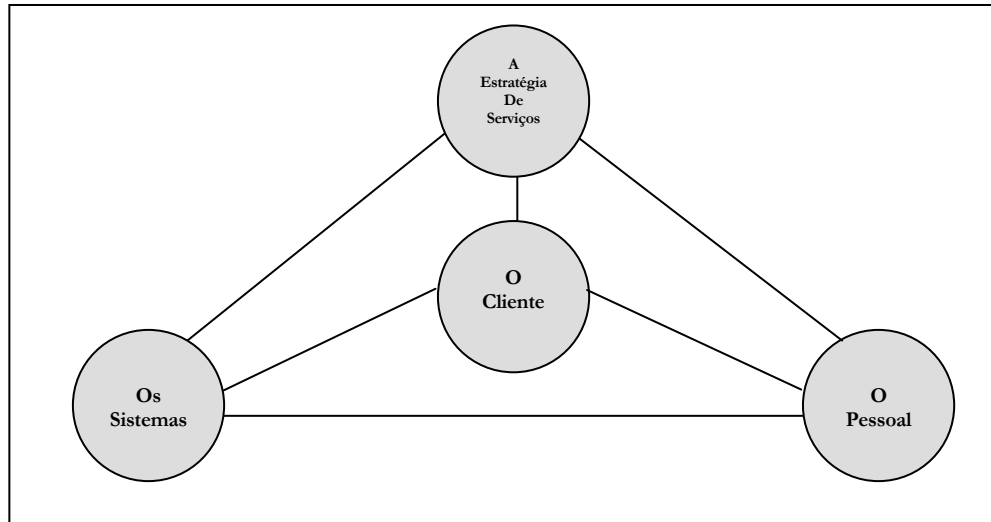 A
Estratégia
De
Serviços
O
Cliente
Os
Sistemas
O
Pessoal